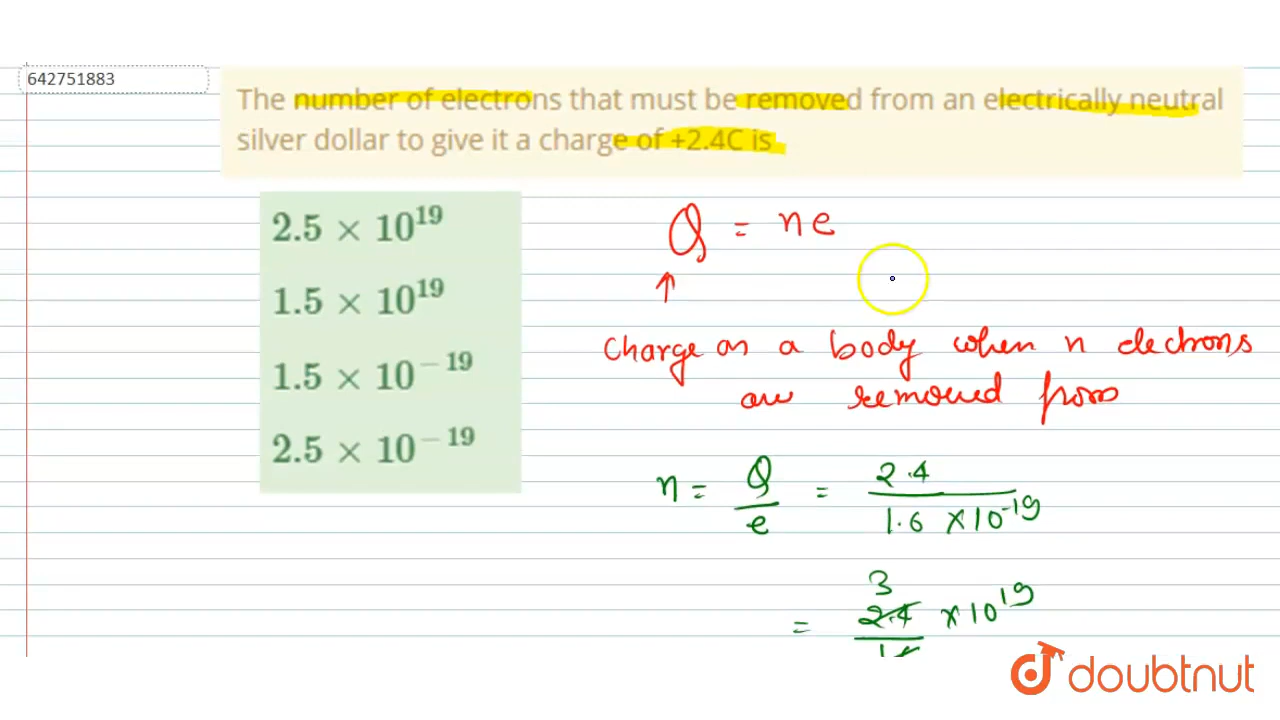 642751883
The number of electrons that must be removed from an electrically neutral
silver dollar to give it a charge of +2.4C is
2.5 × 10^19
1.5 × 10^19
1.5 × 10^−19
2.5 × 10^−19
Q = ne
↑
Charge on a body when n electrons
are removed from
n = Q/e = 2.4/1.6 × 10^-19
3
= 2.4 × 10^19
doubtnut